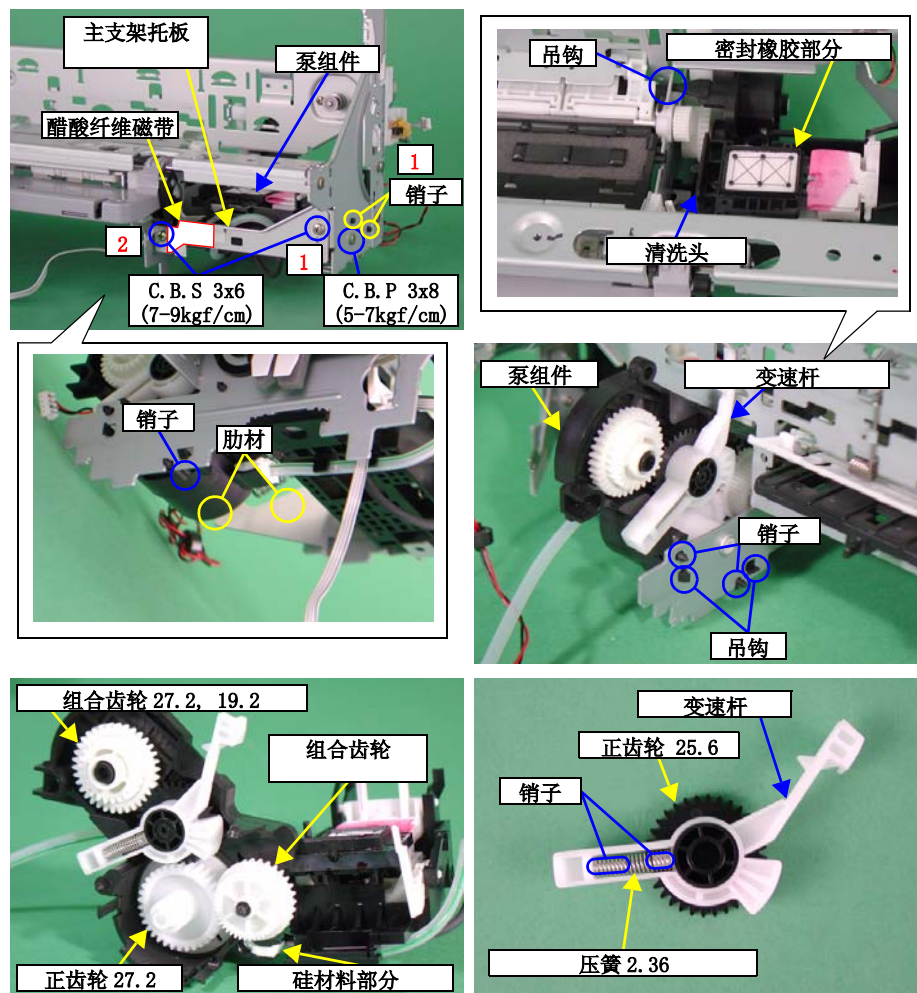 主支架托板
泵组件
醋酸纤维磁带
1
销子
2
1
C.B.S 3x6
(7-9kgf/cm)
C.B.P 3x8
(5-7kgf/cm)
吊钩
密封橡胶部分
清洗头
销子
肋材
泵组件
变速杆
销子
吊钩
组合齿轮 27.2, 19.2
组合齿轮
正齿轮 27.2
硅材料部分
变速杆
正齿轮 25.6
销子
压簧 2.36